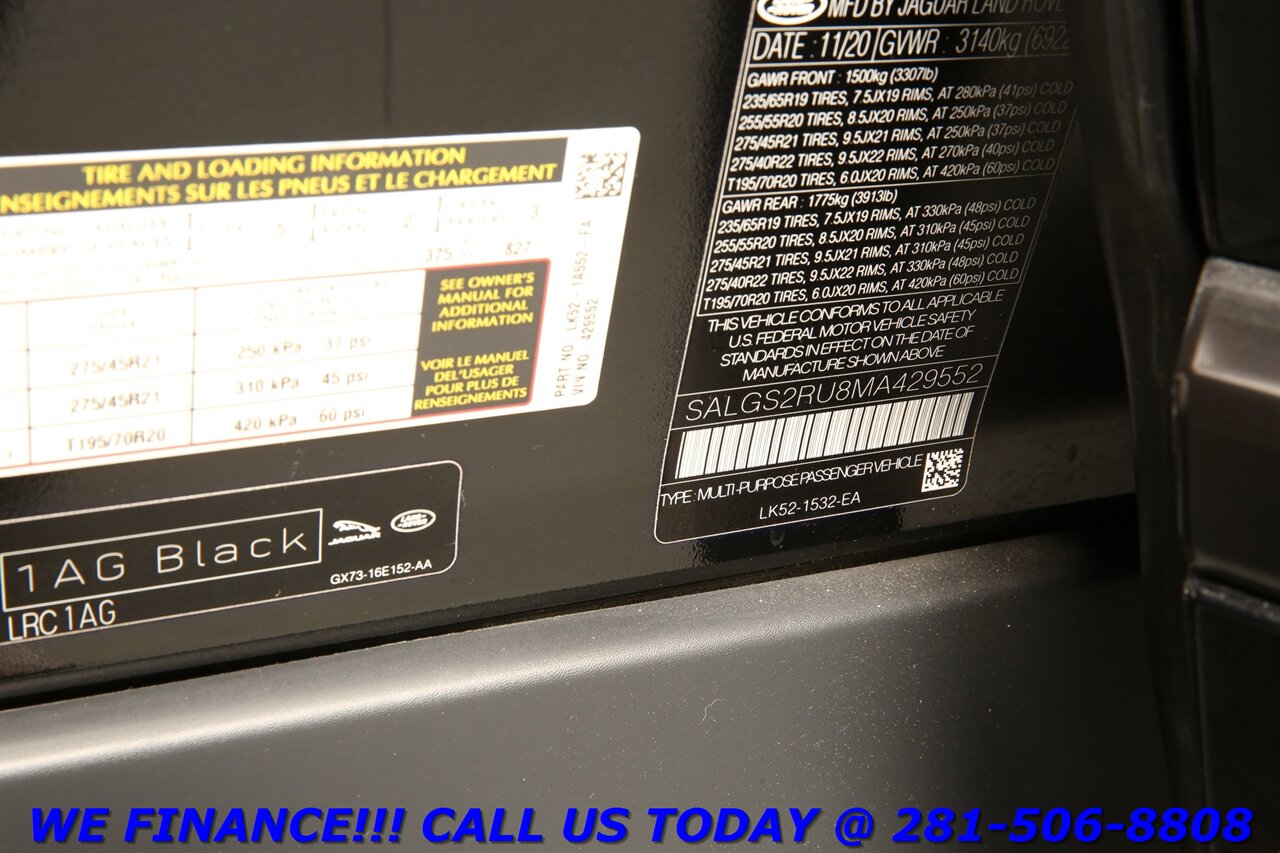 MFD BY JAGUAR LAND ROVE
DATE : 11/20 GVWR : 3140kg (6922
GAWR FRONT : 1500kg (3307lb)
235/65R19 TIRES, 7.5JX19 RIMS, AT 280kPa (41psi) COLD
255/55R20 TIRES, 8.5JX20 RIMS, AT 250kPa (37psi) COLD
275/45R21 TIRES, 9.5JX21 RIMS, AT 250kPa (37psi) COLD
275/40R22 TIRES, 9.5JX22 RIMS, AT 270kPa (40psi) COLD
T195/70R20 TIRES, 6.0JX20 RIMS, AT 420kPa (60psi) COLD
GAWR REAR : 1775kg (3913lb)
235/65R19 TIRES, 7.5JX19 RIMS, AT 330kPa (48psi) COLD
255/55R20 TIRES, 8.5JX20 RIMS, AT 310kPa (45psi) COLD
275/45R21 TIRES, 9.5JX21 RIMS, AT 310kPa (45psi) COLD
275/40R22 TIRES, 9.5JX22 RIMS, AT 330kPa (48psi) COLD
T195/70R20 TIRES, 6.0JX20 RIMS, AT 420kPa (60psi) COLD
THIS VEHICLE CONFORMS TO ALL APPLICABLE
U.S. FEDERAL MOTOR VEHICLE SAFETY
STANDARDS IN EFFECT ON THE DATE OF
MANUFACTURE SHOWN ABOVE
SALGS2RU8MA429552
TYPE : MULTI-PURPOSE PASSENGER VEHICLE
LK52-1532-EA
TIRE AND LOADING INFORMATION
NSEIGNEMENTS SUR LES PNEUS ET LE CHARGEMENT
5 2 3
375 827
SEE OWNER'S
MANUAL FOR
ADDITIONAL
INFORMATION
VOIR LE MANUEL
DEL'USAGER
POUR PLUS DE
RENSEIGNEMENTS
275/45R21 250 kPa 37 psi
275/45R21 310 kPa 45 psi
T195/70R20 420 kPa 60 psi
PART NO LK52-1A552-FA
VIN NO 429552
1AG Black
JAGUAR
LAND ROVER
GX73-16E152-AA
LRC1AG
WE FINANCE!!! CALL US TODAY @ 281-506-8808